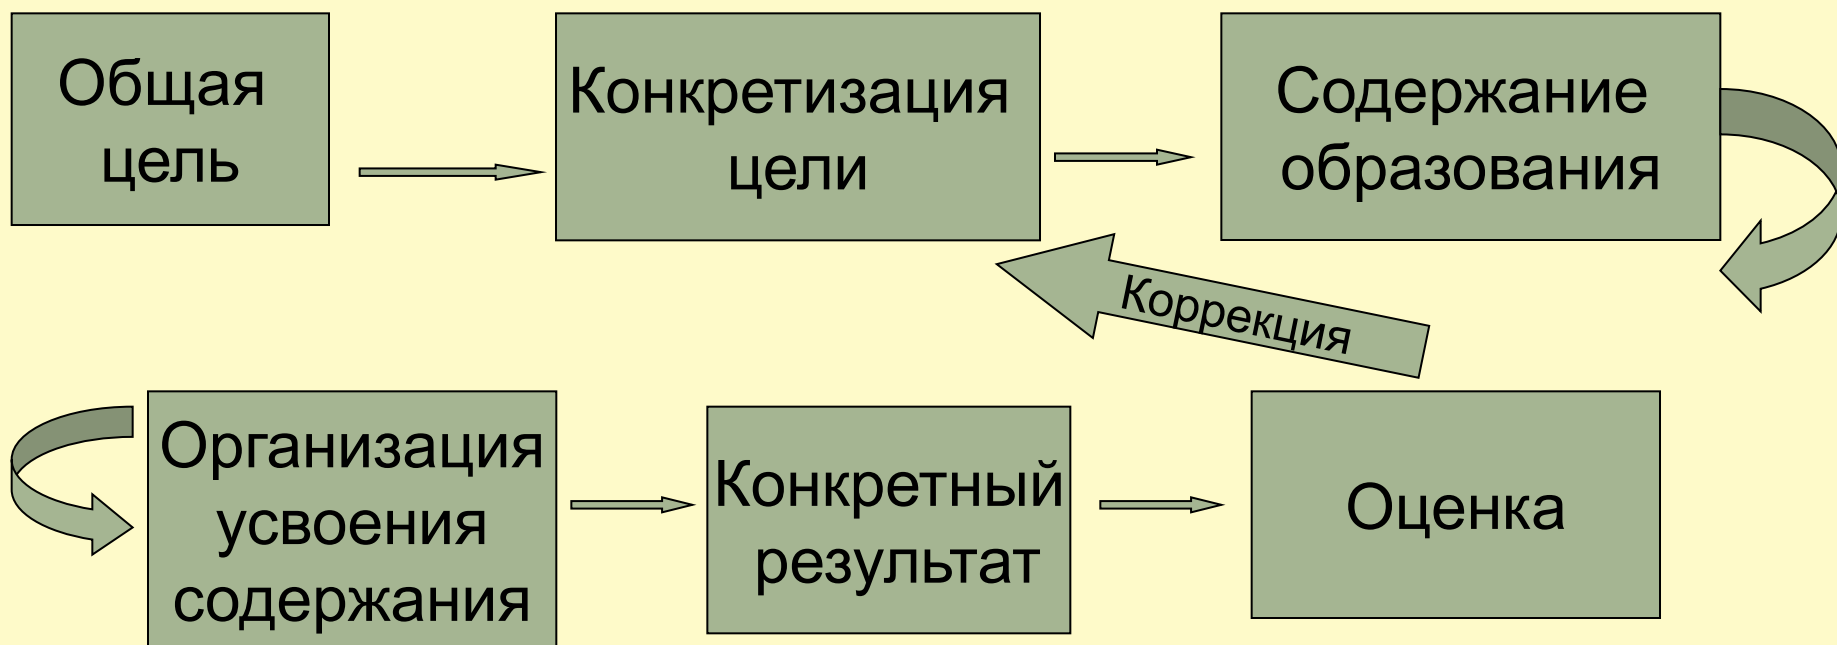 Общая
цель
Конкретизация
цели
Содержание
образования
Коррекция
Организация
усвоения
содержания
Конкретный
результат
Оценка